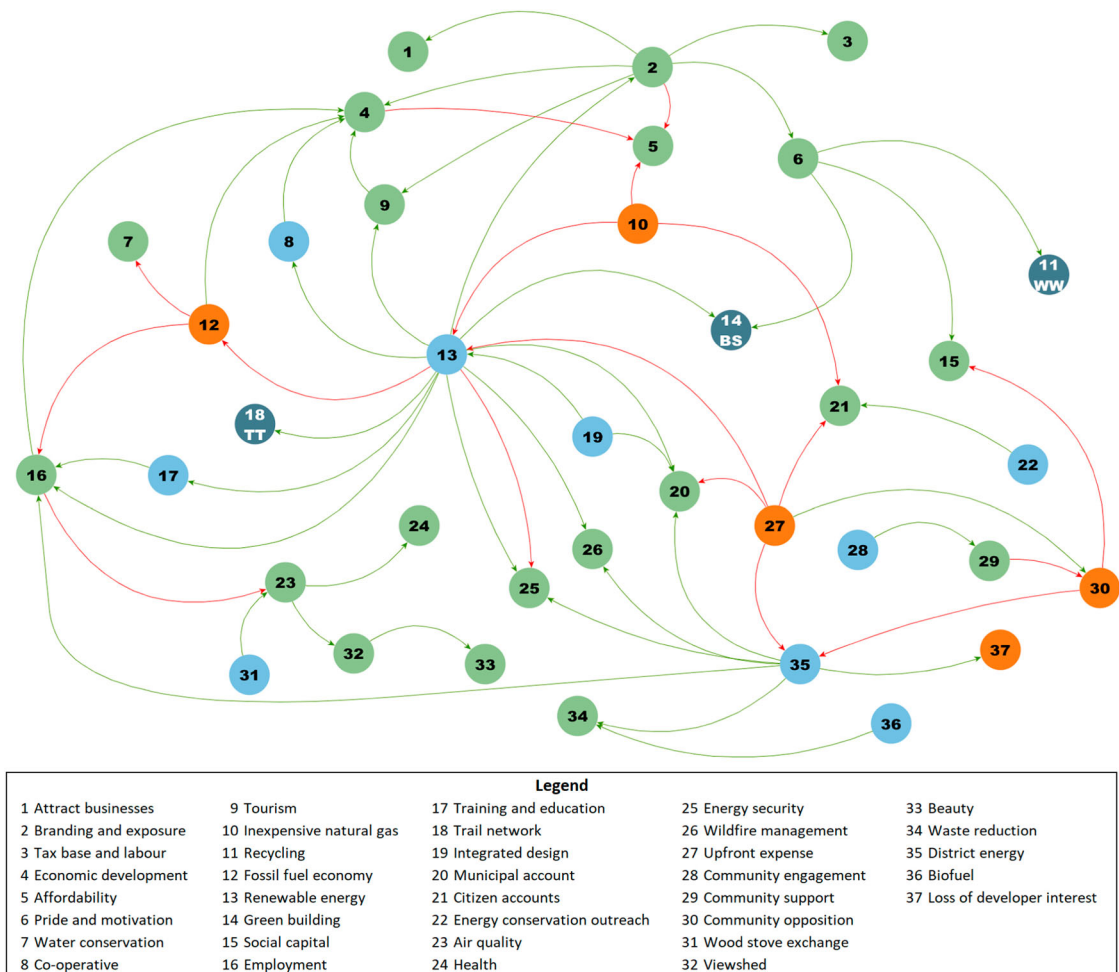 1
2
3
4
5
6
7
8
9
10
11
WW
12
13
14
BS
15
16
17
18
TT
19
20
21
22
23
24
25
26
27
28
29
30
31
32
33
34
35
36
37
Legend
1 Attract businesses
2 Branding and exposure
3 Tax base and labour
4 Economic development
5 Affordability
6 Pride and motivation
7 Water conservation
8 Co-operative
9 Tourism
10 Inexpensive natural gas
11 Recycling
12 Fossil fuel economy
13 Renewable energy
14 Green building
15 Social capital
16 Employment
17 Training and education
18 Trail network
19 Integrated design
20 Municipal account
21 Citizen accounts
22 Energy conservation outreach
23 Air quality
24 Health
25 Energy security
26 Wildfire management
27 Upfront expense
28 Community engagement
29 Community support
30 Community opposition
31 Wood stove exchange
32 Viewshed
33 Beauty
34 Waste reduction
35 District energy
36 Biofuel
37 Loss of developer interest